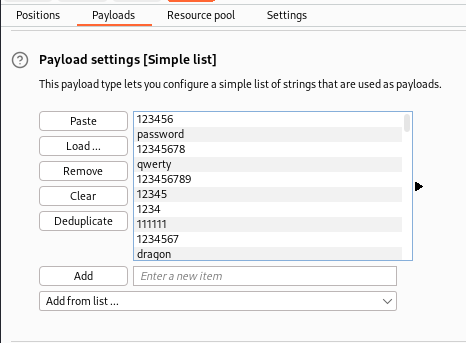 Positions Payloads Resource pool Settings
Payload settings [Simple list]
This payload type lets you configure a simple list of strings that are used as payloads.
Paste
Load ...
Remove
Clear
Deduplicate
123456
password
12345678
qwerty
123456789
12345
1234
111111
1234567
dragon
Add
Enter a new item
Add from list ...